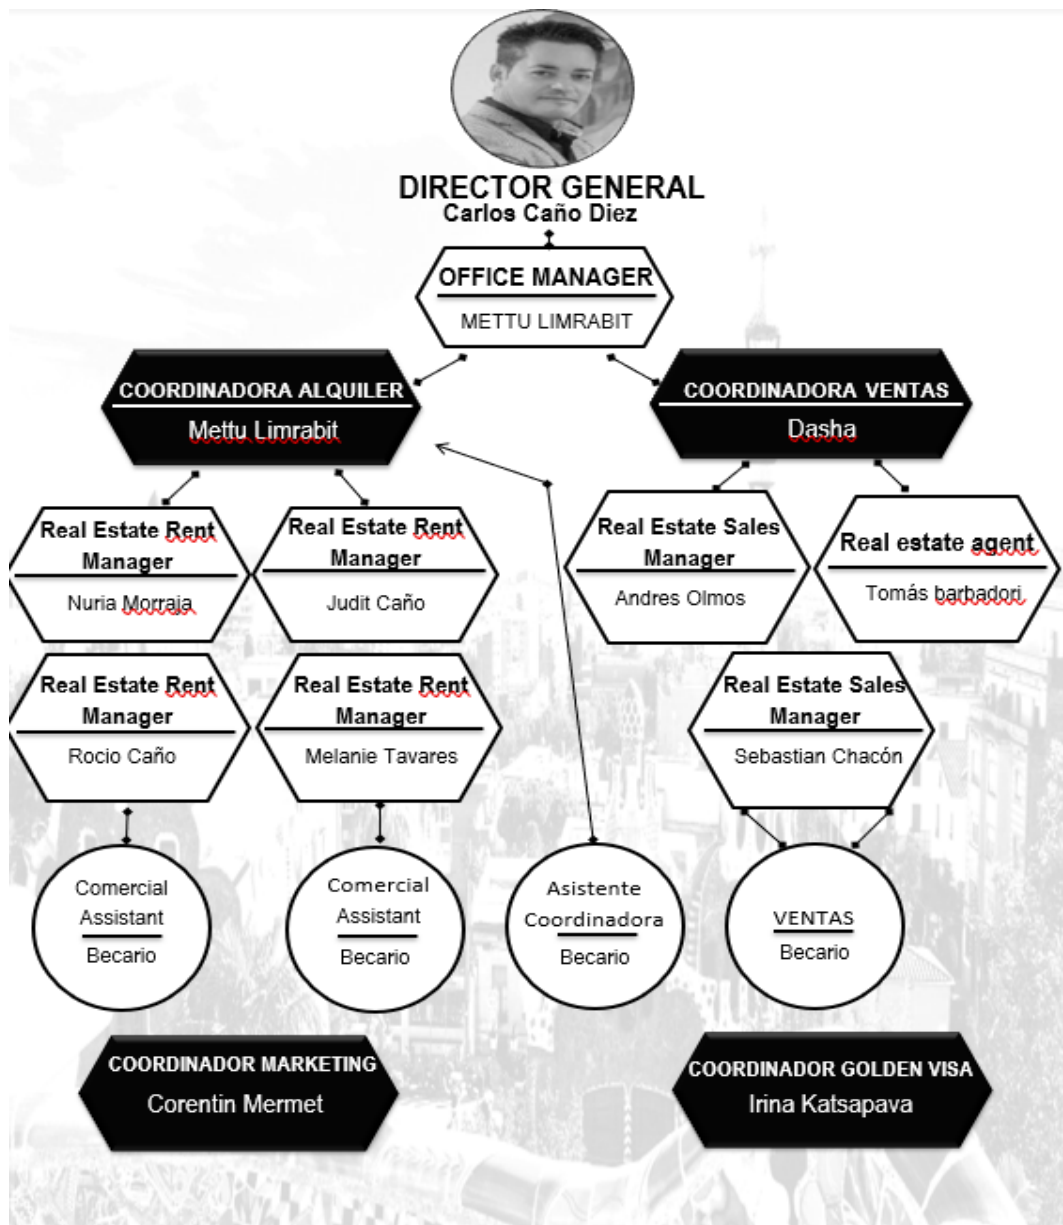 DIRECTOR GENERAL
Carlos Caño Diez
OFFICE MANAGER
METTU LIMRABIT
COORDINADORA ALQUILER
Mettu Limrabit
COORDINADORA VENTAS
Dasha
Real Estate Rent
Manager
Nuria Morraja
Real Estate Rent
Manager
Judit Caño
Real Estate Sales
Manager
Andres Olmos
Real estate agent
Tomás barbadori
Real Estate Rent
Manager
Rocio Caño
Real Estate Rent
Manager
Melanie Tavares
Real Estate Sales
Manager
Sebastian Chacón
Comercial
Assistant
Becario
Comercial
Assistant
Becario
Asistente
Coordinadora
Becario
VENTAS
Becario
COORDINADOR MARKETING
Corentin Mermet
COORDINADOR GOLDEN VISA
Irina Katsapava